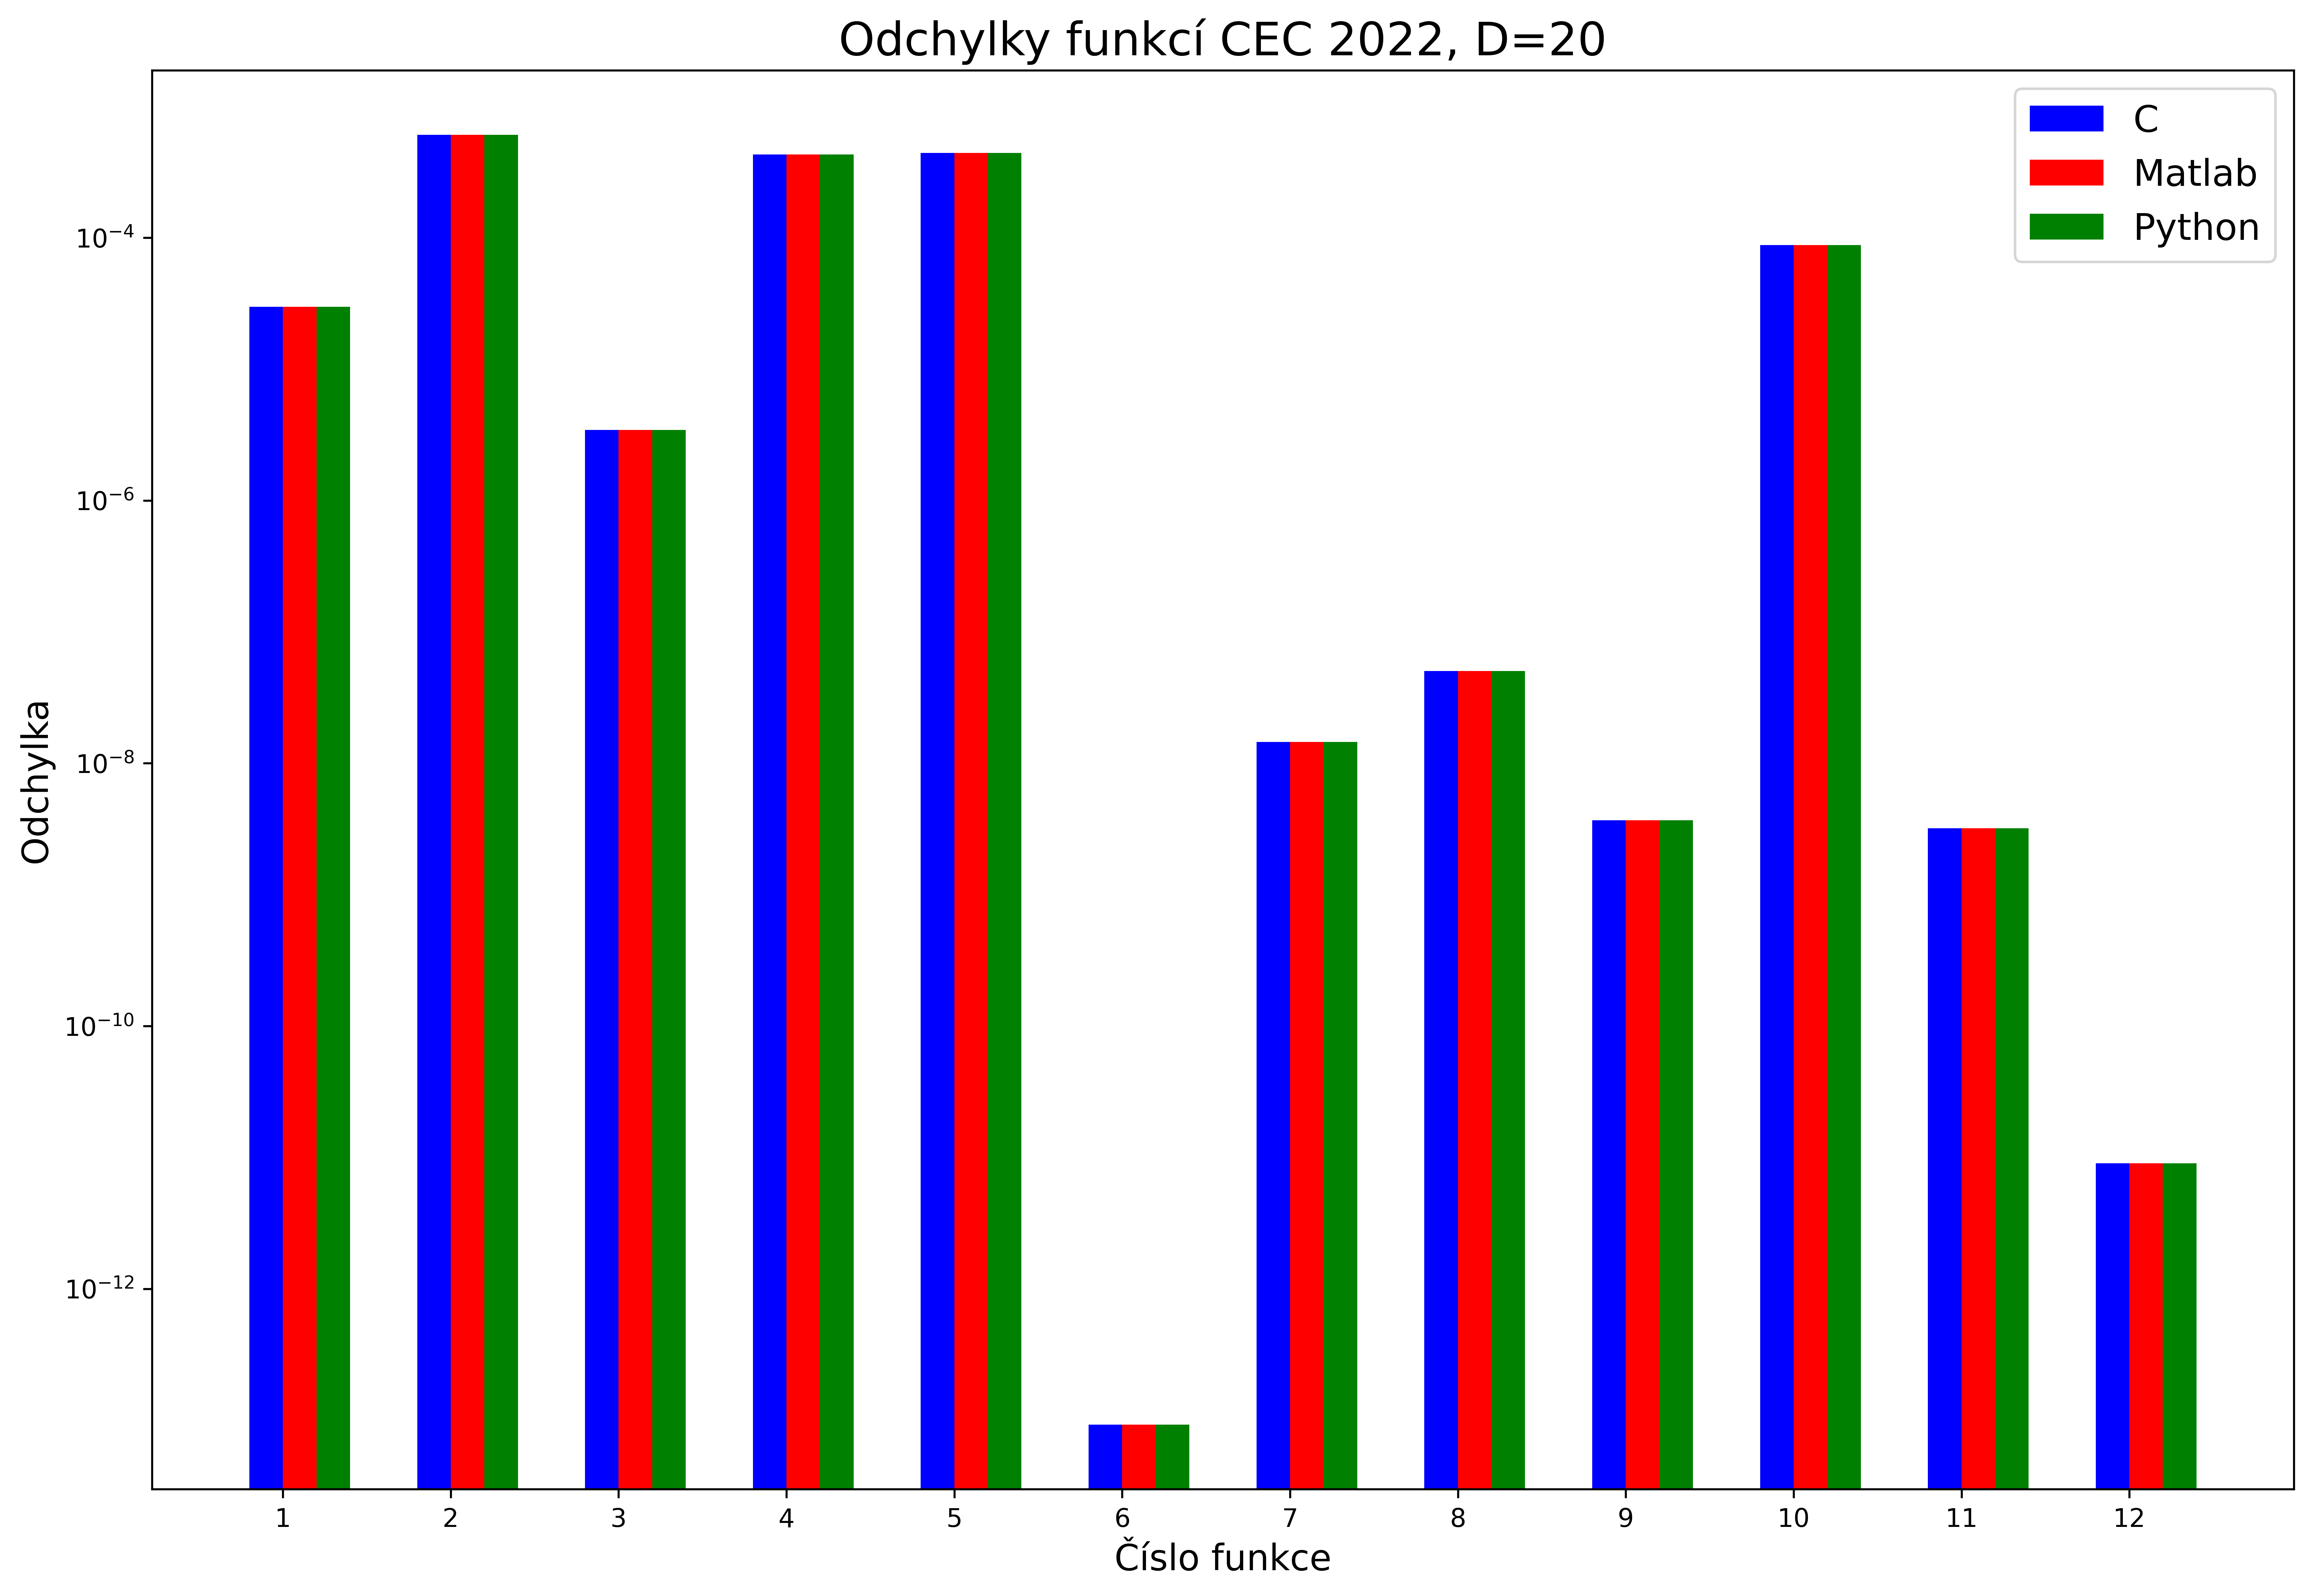 Odchylky funkcí CEC 2022, D=20
C
Matlab
Python
10⁻⁴
10⁻⁶
10⁻⁸
10⁻¹⁰
10⁻¹²
Odchylka
1 2 3 4 5 6 7 8 9 10 11 12
Číslo funkce